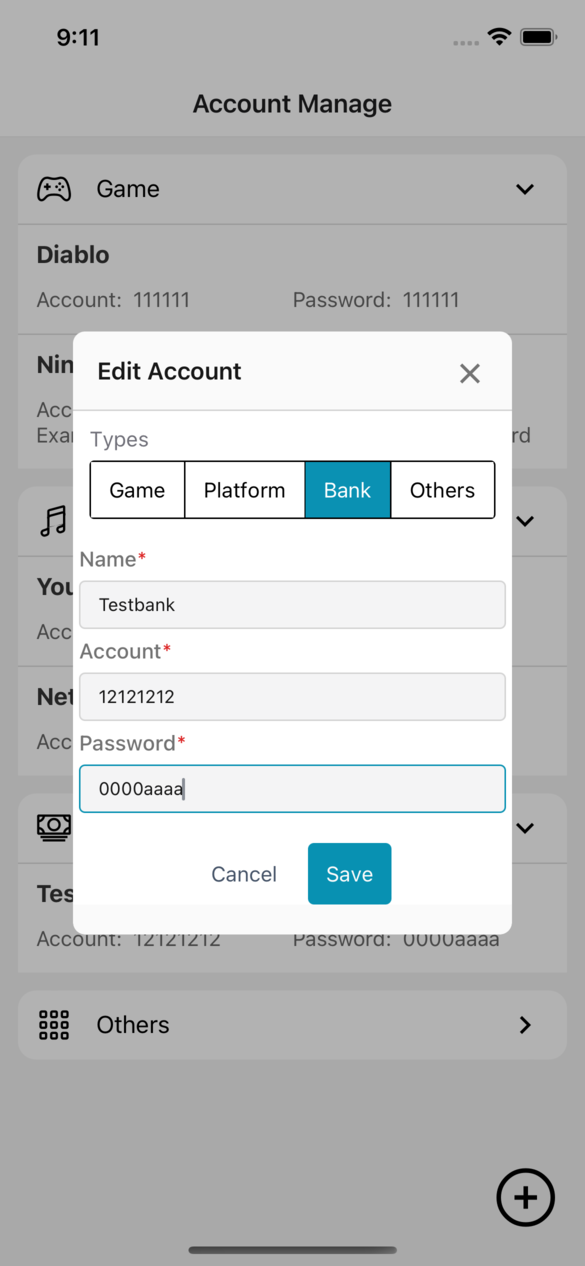 9:11
Account Manage
Game
Diablo
Account: 111111 Password: 111111
Nin
Edit Account
Acc
Exa rd
Types
Game Platform Bank Others
Name*
You
Testbank
Acc
Account*
Net
12121212
Acc
Password*
0000aaaa
Cancel Save
Tes
Account: 12121212 Password: 0000aaaa
Others